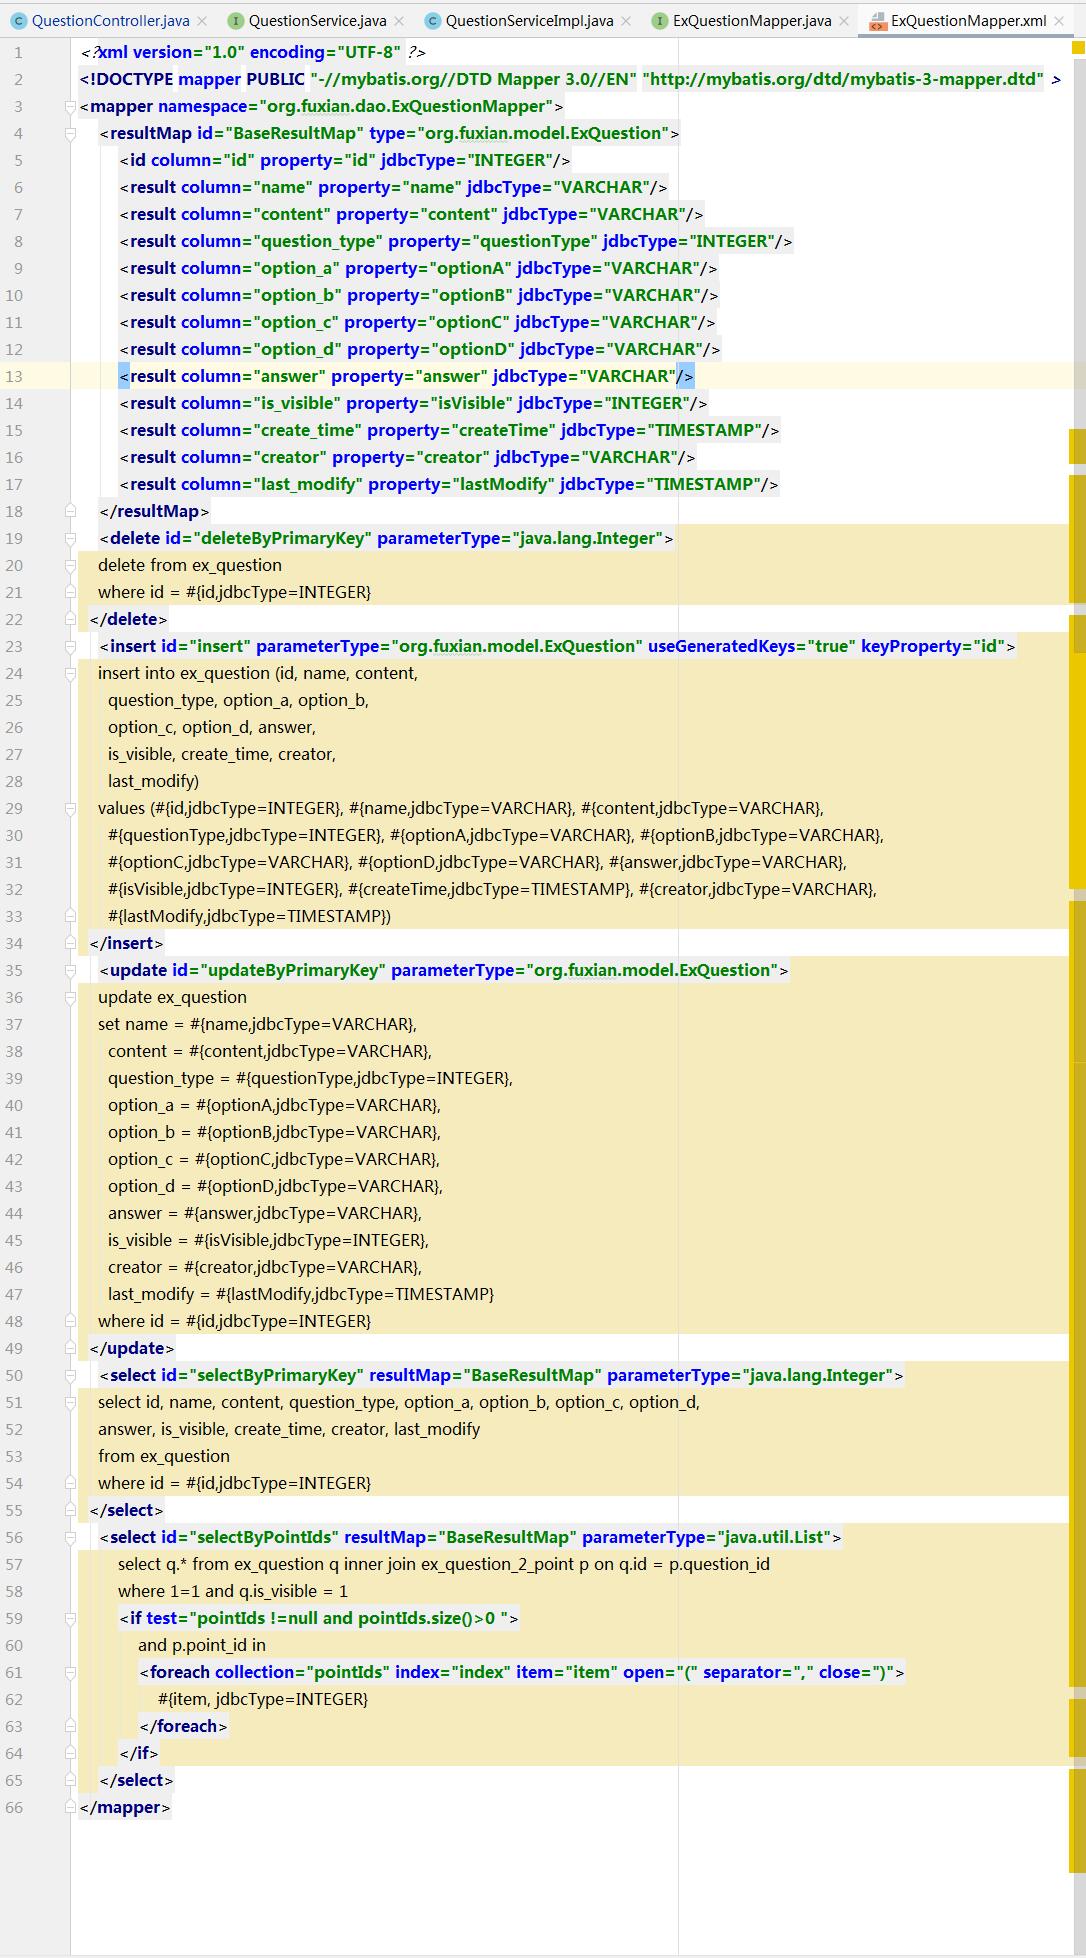 QuestionController.java QuestionService.java QuestionServiceImpl.java ExQuestionMapper.java ExQuestionMapper.xml
1 <?xml version="1.0" encoding="UTF-8" ?>
2 <!DOCTYPE mapper PUBLIC "-//mybatis.org//DTD Mapper 3.0//EN" "http://mybatis.org/dtd/mybatis-3-mapper.dtd" >
3 <mapper namespace="org.fuxian.dao.ExQuestionMapper">
4 <resultMap id="BaseResultMap" type="org.fuxian.model.ExQuestion">
5 <id column="id" property="id" jdbcType="INTEGER"/>
6 <result column="name" property="name" jdbcType="VARCHAR"/>
7 <result column="content" property="content" jdbcType="VARCHAR"/>
8 <result column="question_type" property="questionType" jdbcType="INTEGER"/>
9 <result column="option_a" property="optionA" jdbcType="VARCHAR"/>
10 <result column="option_b" property="optionB" jdbcType="VARCHAR"/>
11 <result column="option_c" property="optionC" jdbcType="VARCHAR"/>
12 <result column="option_d" property="optionD" jdbcType="VARCHAR"/>
13 <result column="answer" property="answer" jdbcType="VARCHAR"/>
14 <result column="is_visible" property="isVisible" jdbcType="INTEGER"/>
15 <result column="create_time" property="createTime" jdbcType="TIMESTAMP"/>
16 <result column="creator" property="creator" jdbcType="VARCHAR"/>
17 <result column="last_modify" property="lastModify" jdbcType="TIMESTAMP"/>
18 </resultMap>
19 <delete id="deleteByPrimaryKey" parameterType="java.lang.Integer">
20 delete from ex_question
21 where id = #{id,jdbcType=INTEGER}
22 </delete>
23 <insert id="insert" parameterType="org.fuxian.model.ExQuestion" useGeneratedKeys="true" keyProperty="id">
24 insert into ex_question (id, name, content,
25 question_type, option_a, option_b,
26 option_c, option_d, answer,
27 is_visible, create_time, creator,
28 last_modify)
29 values (#{id,jdbcType=INTEGER}, #{name,jdbcType=VARCHAR}, #{content,jdbcType=VARCHAR},
30 #{questionType,jdbcType=INTEGER}, #{optionA,jdbcType=VARCHAR}, #{optionB,jdbcType=VARCHAR},
31 #{optionC,jdbcType=VARCHAR}, #{optionD,jdbcType=VARCHAR}, #{answer,jdbcType=VARCHAR},
32 #{isVisible,jdbcType=INTEGER}, #{createTime,jdbcType=TIMESTAMP}, #{creator,jdbcType=VARCHAR},
33 #{lastModify,jdbcType=TIMESTAMP})
34 </insert>
35 <update id="updateByPrimaryKey" parameterType="org.fuxian.model.ExQuestion">
36 update ex_question
37 set name = #{name,jdbcType=VARCHAR},
38 content = #{content,jdbcType=VARCHAR},
39 question_type = #{questionType,jdbcType=INTEGER},
40 option_a = #{optionA,jdbcType=VARCHAR},
41 option_b = #{optionB,jdbcType=VARCHAR},
42 option_c = #{optionC,jdbcType=VARCHAR},
43 option_d = #{optionD,jdbcType=VARCHAR},
44 answer = #{answer,jdbcType=VARCHAR},
45 is_visible = #{isVisible,jdbcType=INTEGER},
46 creator = #{creator,jdbcType=VARCHAR},
47 last_modify = #{lastModify,jdbcType=TIMESTAMP}
48 where id = #{id,jdbcType=INTEGER}
49 </update>
50 <select id="selectByPrimaryKey" resultMap="BaseResultMap" parameterType="java.lang.Integer">
51 select id, name, content, question_type, option_a, option_b, option_c, option_d,
52 answer, is_visible, create_time, creator, last_modify
53 from ex_question
54 where id = #{id,jdbcType=INTEGER}
55 </select>
56 <select id="selectByPointIds" resultMap="BaseResultMap" parameterType="java.util.List">
57 select q.* from ex_question q inner join ex_question_2_point p on q.id = p.question_id
58 where 1=1 and q.is_visible = 1
59 <if test="pointIds !=null and pointIds.size()>0 ">
60 and p.point_id in
61 <foreach collection="pointIds" index="index" item="item" open="(" separator="," close=")">
62 #{item, jdbcType=INTEGER}
63 </foreach>
64 </if>
65 </select>
66 </mapper>